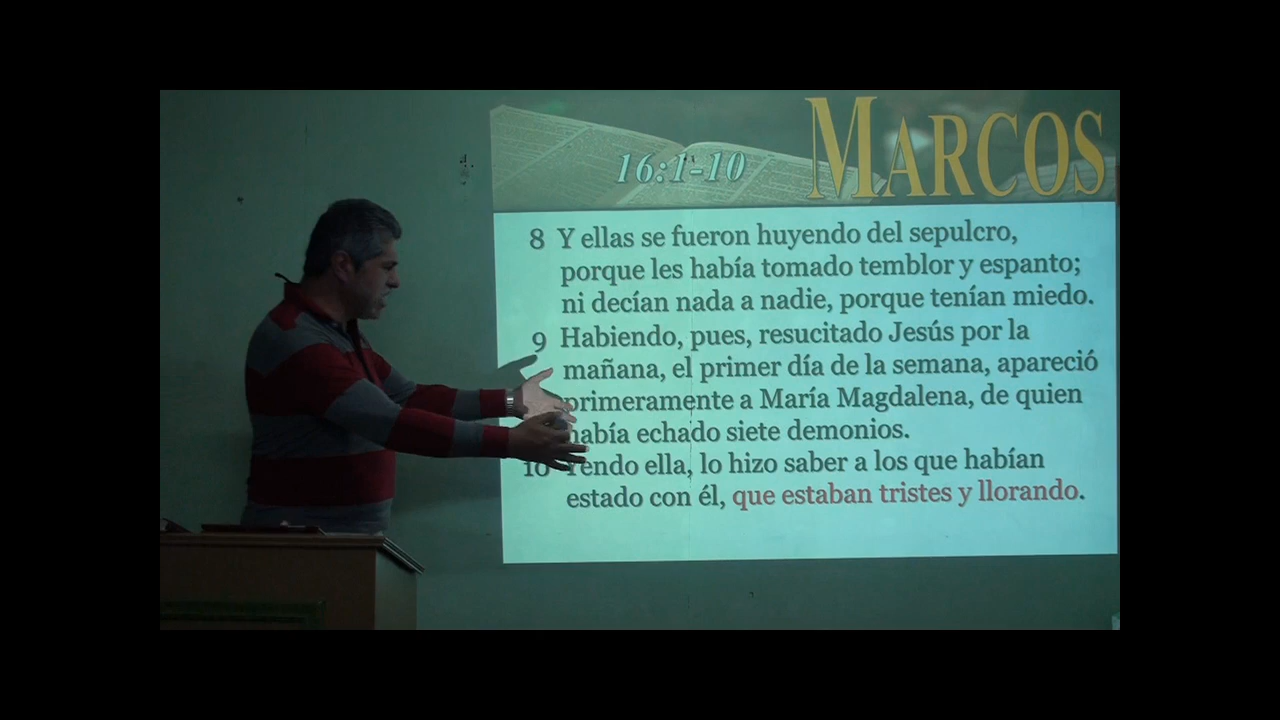 MARCOS
16:1-10
8 Y ellas se fueron huyendo del sepulcro,
porque les había tomado temblor y espanto;
ni decían nada a nadie, porque tenían miedo.
9 Habiendo, pues, resucitado Jesús por la
mañana, el primer día de la semana, apareció
primeramente a María Magdalena, de quien
había echado siete demonios.
10 Yendo ella, lo hizo saber a los que habían
estado con él, que estaban tristes y llorando.